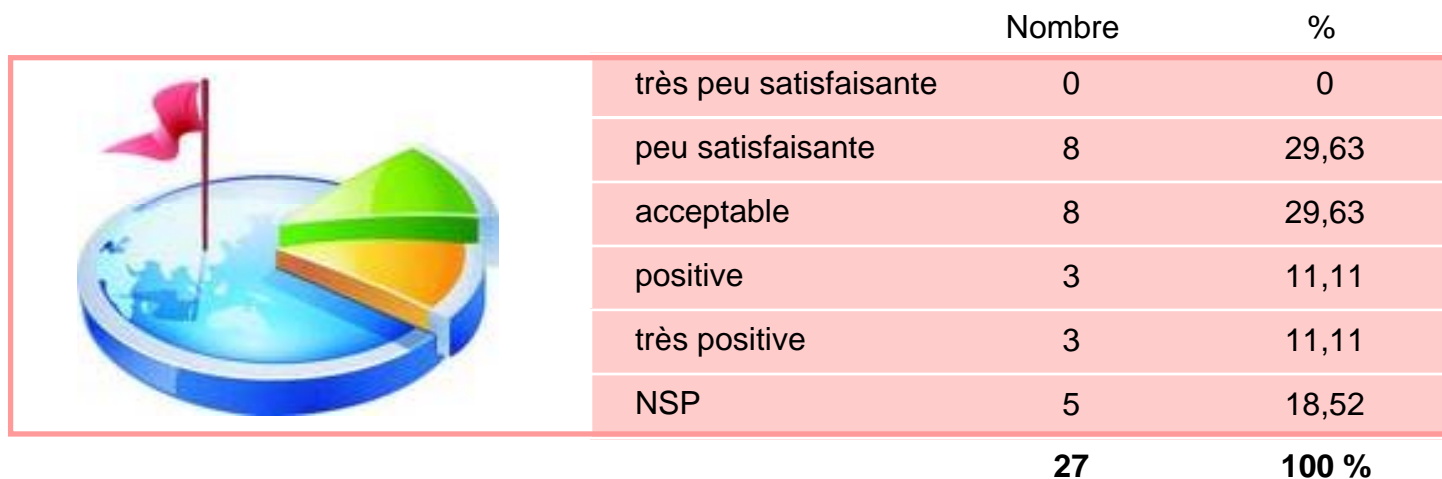 Nombre %
très peu satisfaisante 0 0
peu satisfaisante 8 29,63
acceptable 8 29,63
positive 3 11,11
très positive 3 11,11
NSP 5 18,52
27 100 %